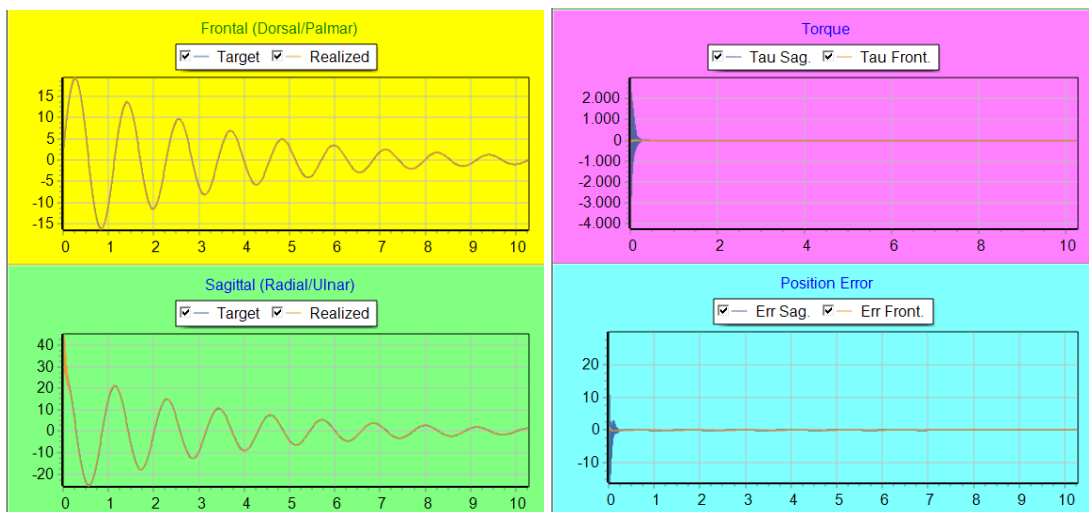 Frontal (Dorsal/Palmar)
Target Realized
15
10
5
0
-5
-10
-15
0 1 2 3 4 5 6 7 8 9 10
Torque
Tau Sag. Tau Front.
2.000
1.000
0
-1.000
-2.000
-3.000
-4.000
0 2 4 6 8 10
Sagittal (Radial/Ulnar)
Target Realized
40
30
20
10
0
-10
-20
0 1 2 3 4 5 6 7 8 9 10
Position Error
Err Sag. Err Front.
20
10
0
-10
0 1 2 3 4 5 6 7 8 9 10